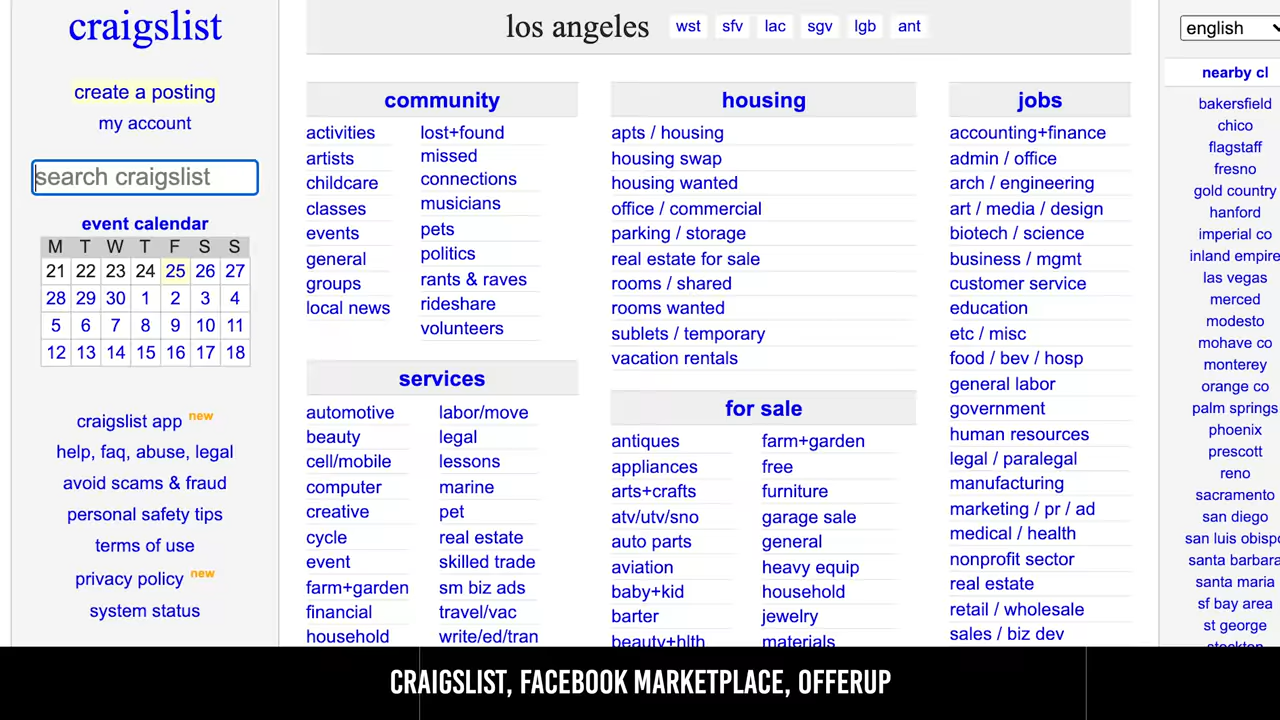 craigslist
create a posting
my account
search craigslist
event calendar
M T W T F S S
21 22 23 24 25 26 27
28 29 30 1 2 3 4
5 6 7 8 9 10 11
12 13 14 15 16 17 18
craigslist app new
help, faq, abuse, legal
avoid scams & fraud
personal safety tips
terms of use
privacy policy new
system status
los angeles wst sfv lac sgv lgb ant
community
activities
artists
childcare
classes
events
general
groups
local news
lost+found
missed
connections
musicians
pets
politics
rants & raves
rideshare
volunteers
services
automotive
beauty
cell/mobile
computer
creative
cycle
event
farm+garden
financial
household
labor/move
legal
lessons
marine
pet
real estate
skilled trade
sm biz ads
travel/vac
write/ed/tran
housing
apts / housing
housing swap
housing wanted
office / commercial
parking / storage
real estate for sale
rooms / shared
rooms wanted
sublets / temporary
vacation rentals
for sale
antiques
appliances
arts+crafts
atv/utv/sno
auto parts
aviation
baby+kid
barter
beauty+hlth
farm+garden
free
furniture
garage sale
general
heavy equip
household
jewelry
materials
jobs
accounting+finance
admin / office
arch / engineering
art / media / design
biotech / science
business / mgmt
customer service
education
etc / misc
food / bev / hosp
general labor
government
human resources
legal / paralegal
manufacturing
marketing / pr / ad
medical / health
nonprofit sector
real estate
retail / wholesale
sales / biz dev
english
nearby cl
bakersfield
chico
flagstaff
fresno
gold country
hanford
imperial co
inland empire
las vegas
merced
modesto
mohave co
monterey
orange co
palm springs
phoenix
prescott
reno
sacramento
san diego
san luis obispo
santa barbara
santa maria
sf bay area
st george
stockton
CRAIGSLIST, FACEBOOK MARKETPLACE, OFFERUP